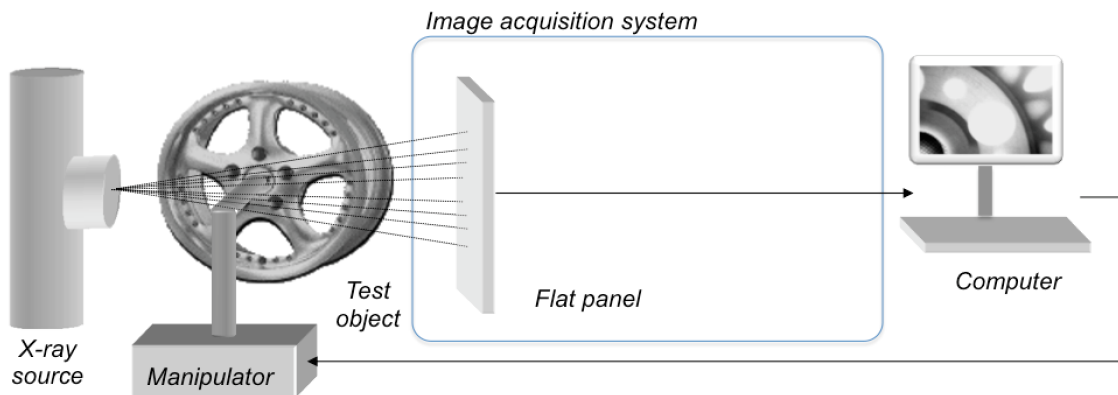 Image acquisition system
Test
object
Flat panel
Computer
X-ray
source
Manipulator